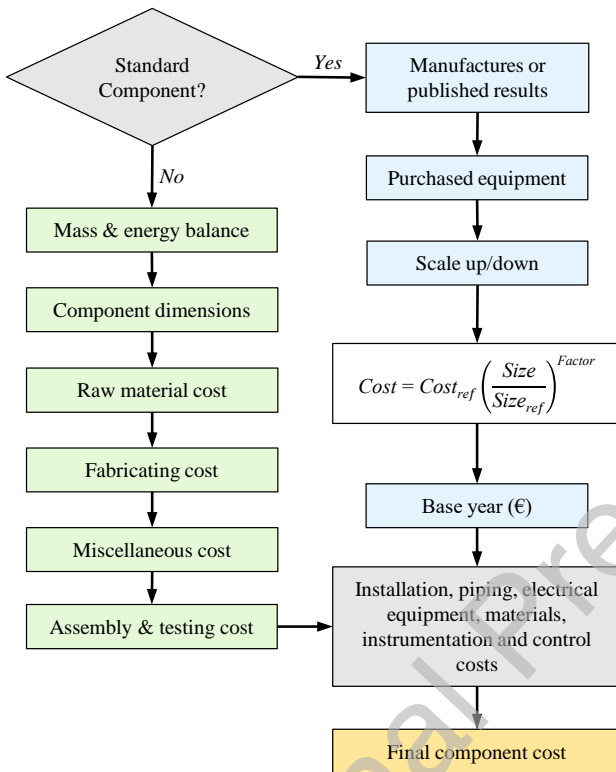 Standard
Component?
Yes
Manufactures or
published results
No
Purchased equipment
Mass & energy balance
Scale up/down
Component dimensions
Cost = Cost_ref (Size / Size_ref)^Factor
Raw material cost
Fabricating cost
Base year (€)
Miscellaneous cost
Installation, piping, electrical
equipment, materials,
instrumentation and control
costs
Assembly & testing cost
Final component cost